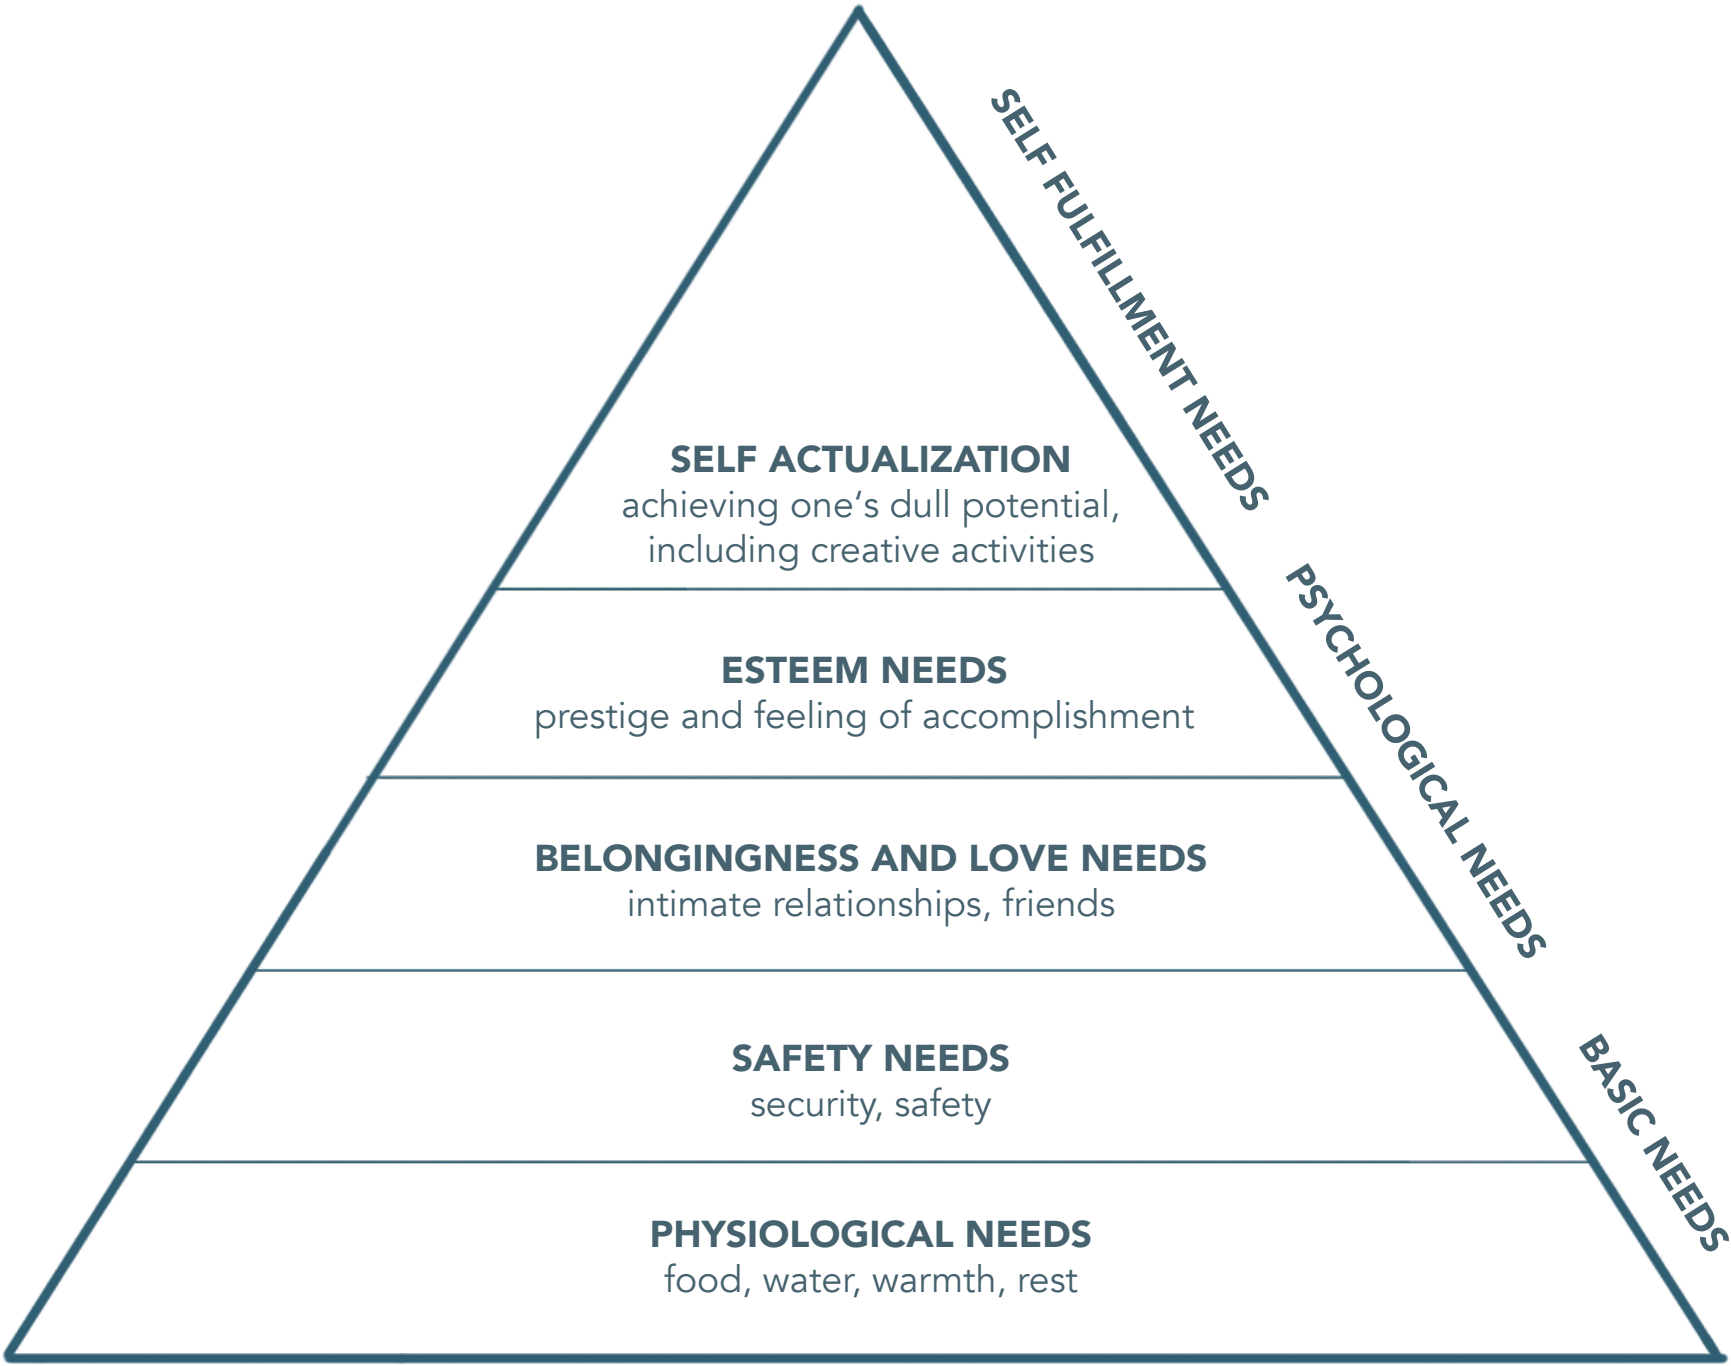 SELF FULFILLMENT NEEDS
SELF ACTUALIZATION
achieving one‘s dull potential,
including creative activities
PSYCHOLOGICAL NEEDS
ESTEEM NEEDS
prestige and feeling of accomplishment
BELONGINGNESS AND LOVE NEEDS
intimate relationships, friends
BASIC NEEDS
SAFETY NEEDS
security, safety
PHYSIOLOGICAL NEEDS
food, water, warmth, rest